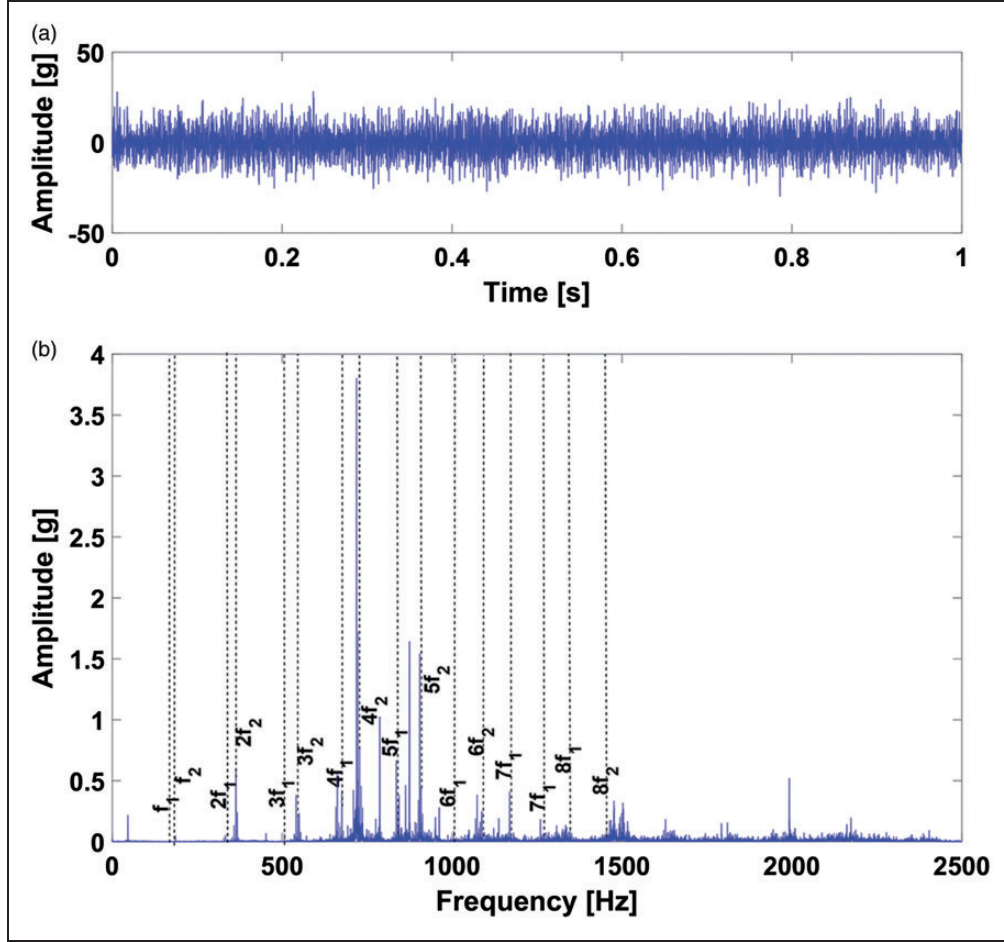 (a)
50
0
-50
Amplitude [g]
0 0.2 0.4 0.6 0.8 1
Time [s]
(b)
4
3.5
3
2.5
2
1.5
1
0.5
0
Amplitude [g]
f1 f2 2f1 2f2 3f1 3f2 4f1 4f2 5f1 5f2 6f1 6f2 7f1 7f1 8f1 8f2
0 500 1000 1500 2000 2500
Frequency [Hz]